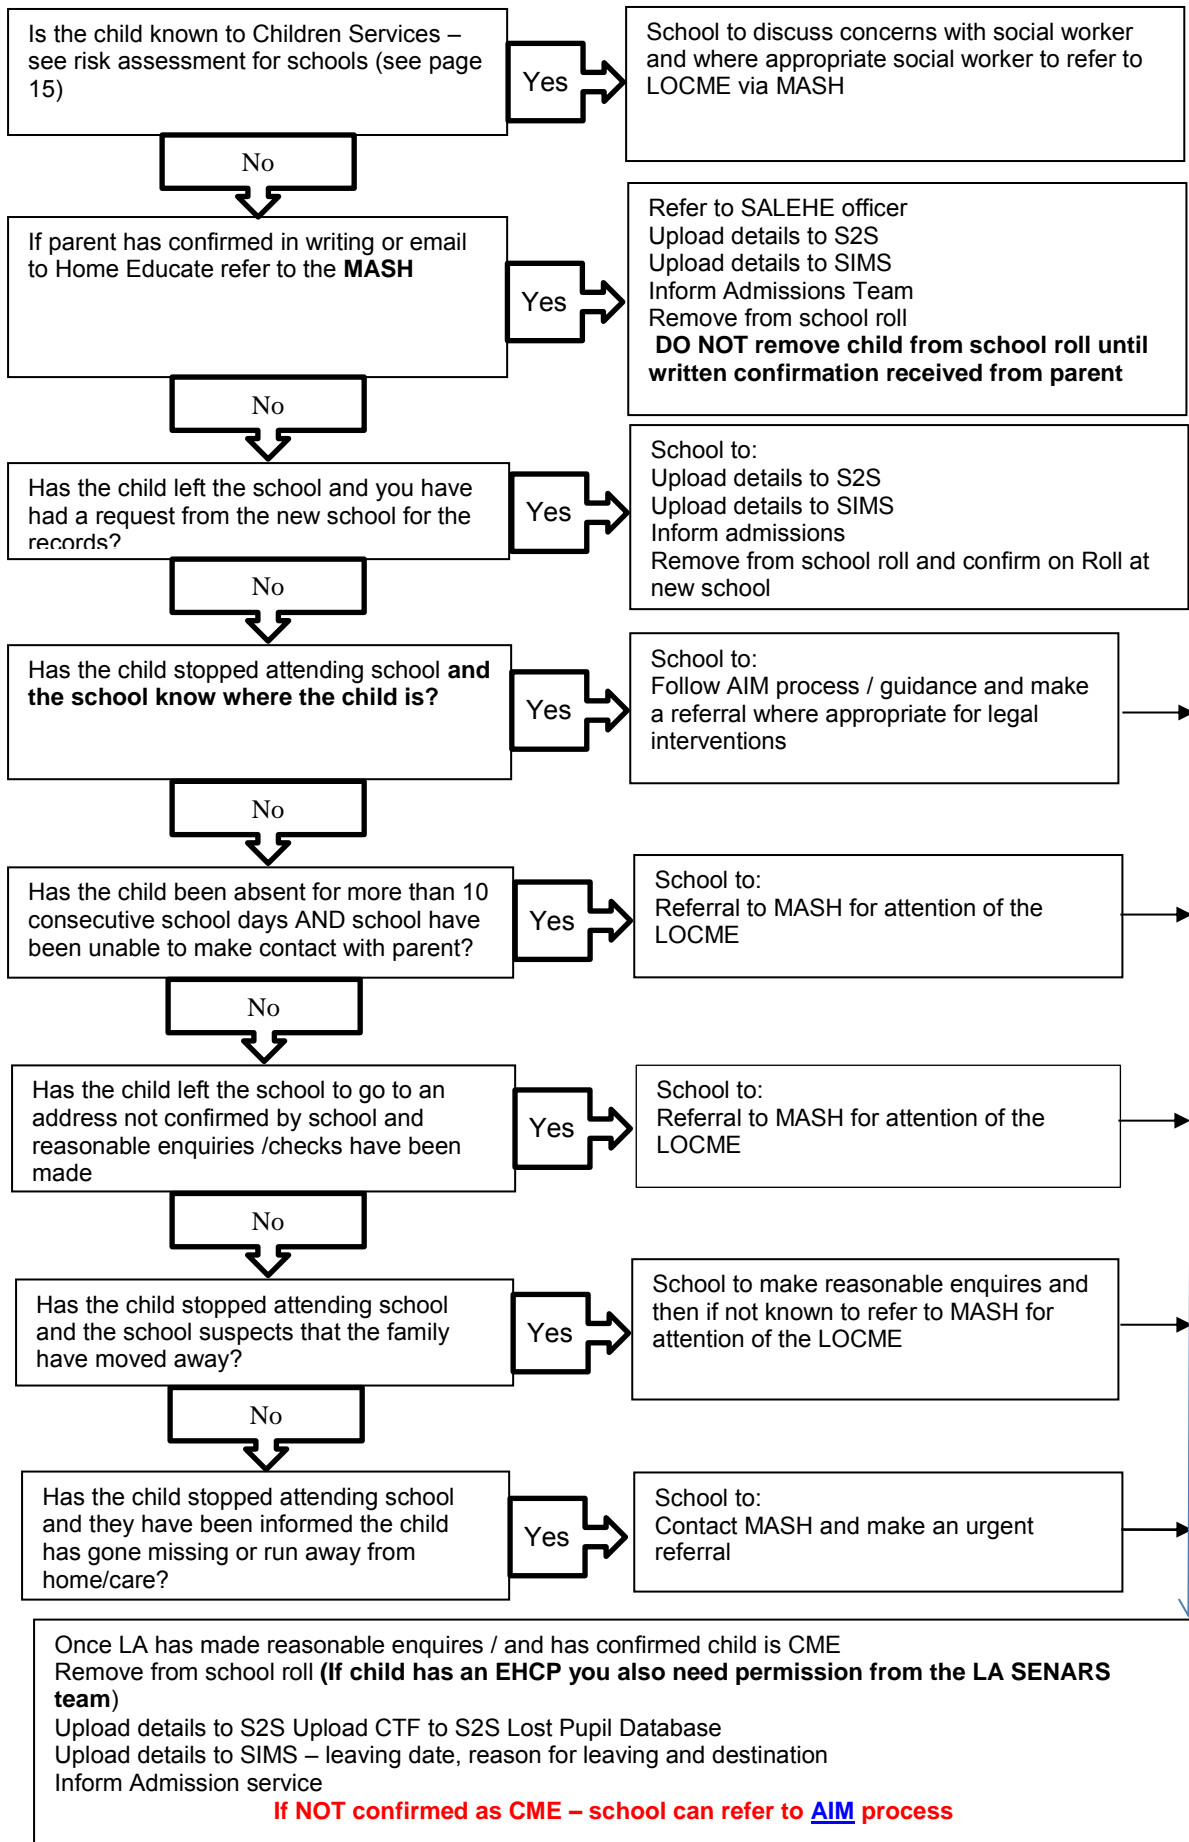 Is the child known to Children Services –
see risk assessment for schools (see page
15)
Yes
School to discuss concerns with social worker
and where appropriate social worker to refer to
LOCME via MASH
No
If parent has confirmed in writing or email
to Home Educate refer to the MASH
Yes
Refer to SALEHE officer
Upload details to S2S
Upload details to SIMS
Inform Admissions Team
Remove from school roll
DO NOT remove child from school roll until
written confirmation received from parent
No
Has the child left the school and you have
had a request from the new school for the
records?
Yes
School to:
Upload details to S2S
Upload details to SIMS
Inform admissions
Remove from school roll and confirm on Roll at
new school
No
Has the child stopped attending school and
the school know where the child is?
Yes
School to:
Follow AIM process / guidance and make
a referral where appropriate for legal
interventions
No
Has the child been absent for more than 10
consecutive school days AND school have
been unable to make contact with parent?
Yes
School to:
Referral to MASH for attention of the
LOCME
No
Has the child left the school to go to an
address not confirmed by school and
reasonable enquiries /checks have been
made
Yes
School to:
Referral to MASH for attention of the
LOCME
No
Has the child stopped attending school
and the school suspects that the family
have moved away?
Yes
School to make reasonable enquires and
then if not known to refer to MASH for
attention of the LOCME
No
Has the child stopped attending school
and they have been informed the child
has gone missing or run away from
home/care?
Yes
School to:
Contact MASH and make an urgent
referral
Once LA has made reasonable enquires / and has confirmed child is CME
Remove from school roll (If child has an EHCP you also need permission from the LA SENARS
team)
Upload details to S2S Upload CTF to S2S Lost Pupil Database
Upload details to SIMS – leaving date, reason for leaving and destination
Inform Admission service
If NOT confirmed as CME – school can refer to AIM process